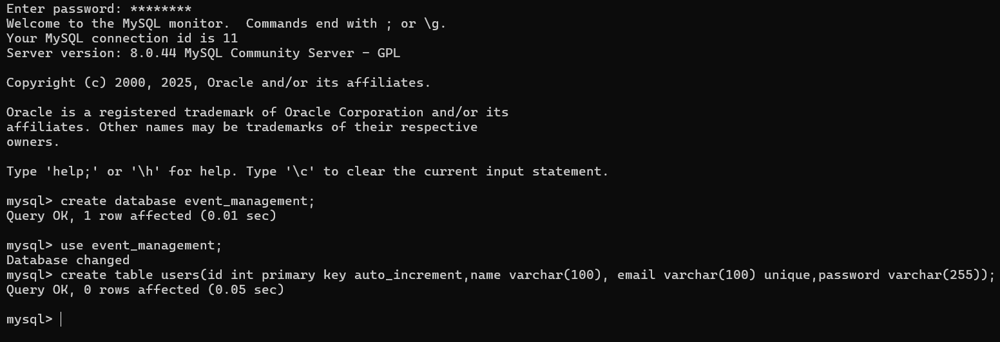 Enter password: ********
Welcome to the MySQL monitor.  Commands end with ; or \g.
Your MySQL connection id is 11
Server version: 8.0.44 MySQL Community Server - GPL
Copyright (c) 2000, 2025, Oracle and/or its affiliates.
Oracle is a registered trademark of Oracle Corporation and/or its
affiliates. Other names may be trademarks of their respective
owners.
Type 'help;' or '\h' for help. Type '\c' to clear the current input statement.
mysql> create database event_management;
Query OK, 1 row affected (0.01 sec)
mysql> use event_management;
Database changed
mysql> create table users(id int primary key auto_increment,name varchar(100), email varchar(100) unique,password varchar(255));
Query OK, 0 rows affected (0.05 sec)
mysql>